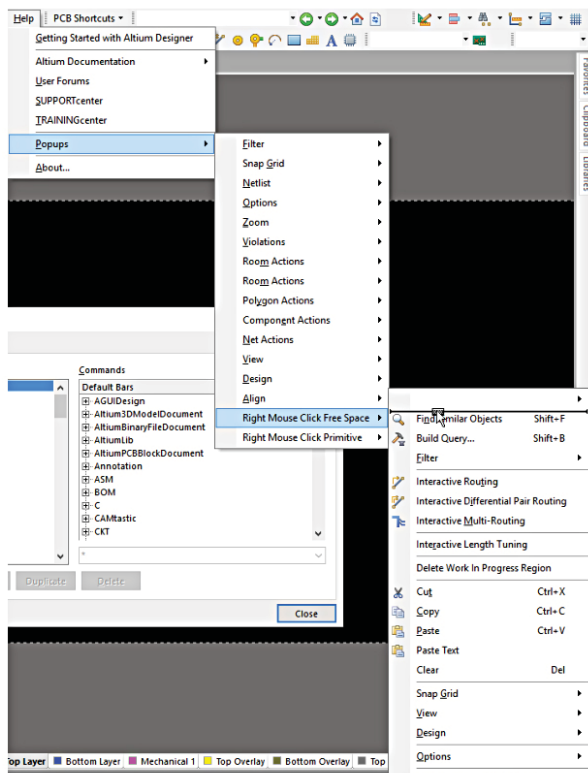 Help PCB Shortcuts
Getting Started with Altium Designer
Altium Documentation
User Forums
SUPPORTcenter
TRAININGcenter
Popups
About...
Favorites
Clipboard
Libraries
Filter
Snap Grid
Netlist
Options
Zoom
Violations
Room Actions
Room Actions
Polygon Actions
Component Actions
Net Actions
View
Design
Align
Right Mouse Click Free Space
Right Mouse Click Primitive
Commands
Default Bars
AGUIDesign
Altium3DModelDocument
AltiumBinaryFileDocument
AltiumLib
AltiumPCBBlockDocument
Annotation
ASM
BOM
C
CAMtastic
CKT
*
Duplicate Delete
Close
Find Similar Objects Shift+F
Build Query... Shift+B
Filter
Interactive Routing
Interactive Differential Pair Routing
Interactive Multi-Routing
Interactive Length Tuning
Delete Work In Progress Region
Cut Ctrl+X
Copy Ctrl+C
Paste Ctrl+V
Paste Text
Clear Del
Snap Grid
View
Design
Options
Top Layer Bottom Layer Mechanical 1 Top Overlay Bottom Overlay Top